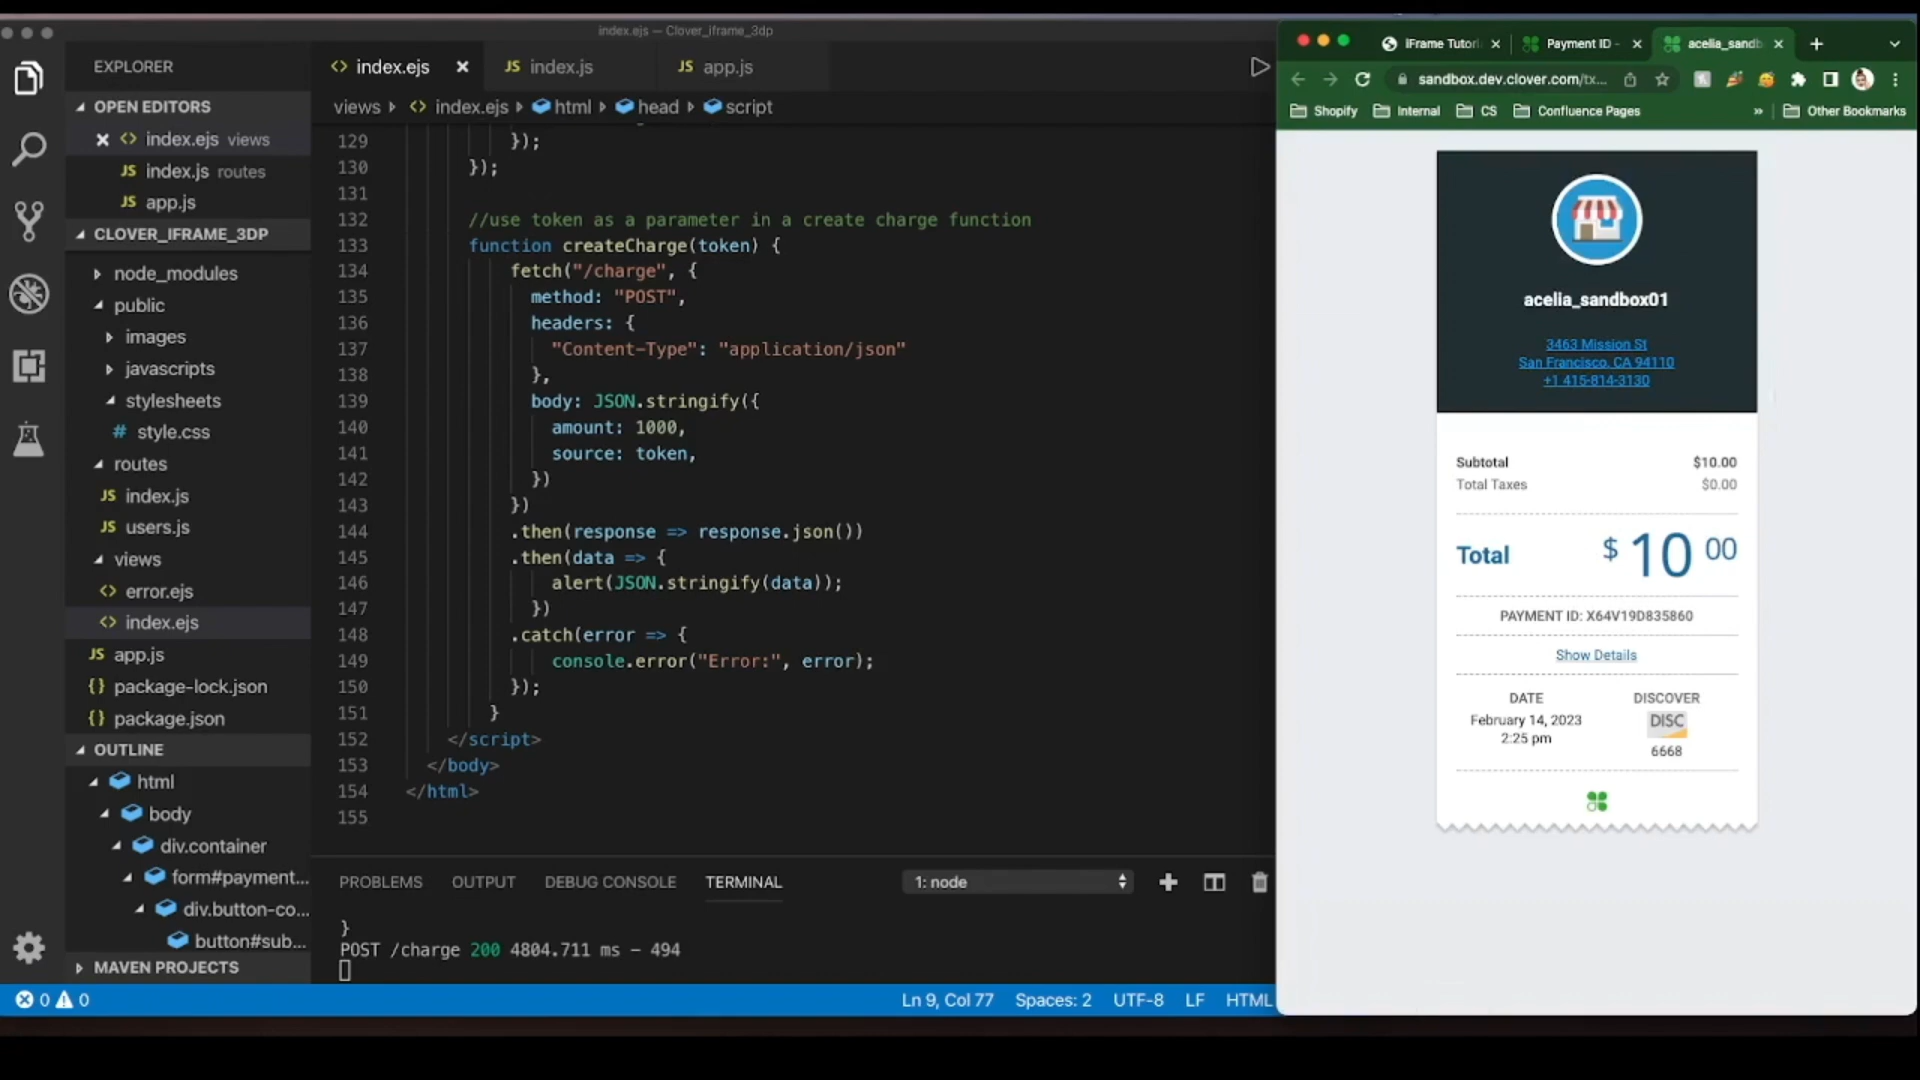 index.ejs — Clover_iframe_3dp
EXPLORER
OPEN EDITORS
index.ejs views
JS index.js routes
JS app.js
CLOVER_IFRAME_3DP
node_modules
public
images
javascripts
stylesheets
# style.css
routes
JS index.js
JS users.js
views
<> error.ejs
<> index.ejs
JS app.js
{} package-lock.json
{} package.json
OUTLINE
html
body
div.container
form#payment...
div.button-co...
button#sub...
MAVEN PROJECTS
<> index.ejs
JS index.js
JS app.js
views <> index.ejs html head script
129 });
130 });
131
132 //use token as a parameter in a create charge function
133 function createCharge(token) {
134 fetch("/charge", {
135 method: "POST",
136 headers: {
137 "Content-Type": "application/json"
138 },
139 body: JSON.stringify({
140 amount: 1000,
141 source: token,
142 })
143 })
144 .then(response => response.json())
145 .then(data => {
146 alert(JSON.stringify(data));
147 })
148 .catch(error => {
149 console.error("Error:", error);
150 });
151 }
152 </script>
153 </body>
154 </html>
155
PROBLEMS OUTPUT DEBUG CONSOLE TERMINAL 1: node
}
POST /charge 200 4804.711 ms - 494
0 0 Ln 9, Col 77 Spaces: 2 UTF-8 LF HTML
iFrame Tutori
Payment ID -
acelia_sandb
sandbox.dev.clover.com/tx...
Shopify Internal CS Confluence Pages » Other Bookmarks
acelia_sandbox01
3463 Mission St
San Francisco, CA 94110
+1 415-814-3130
Subtotal $10.00
Total Taxes $0.00
Total $ 10 00
PAYMENT ID: X64V19D835860
Show Details
DATE DISCOVER
February 14, 2023 DISC
2:25 pm 6668